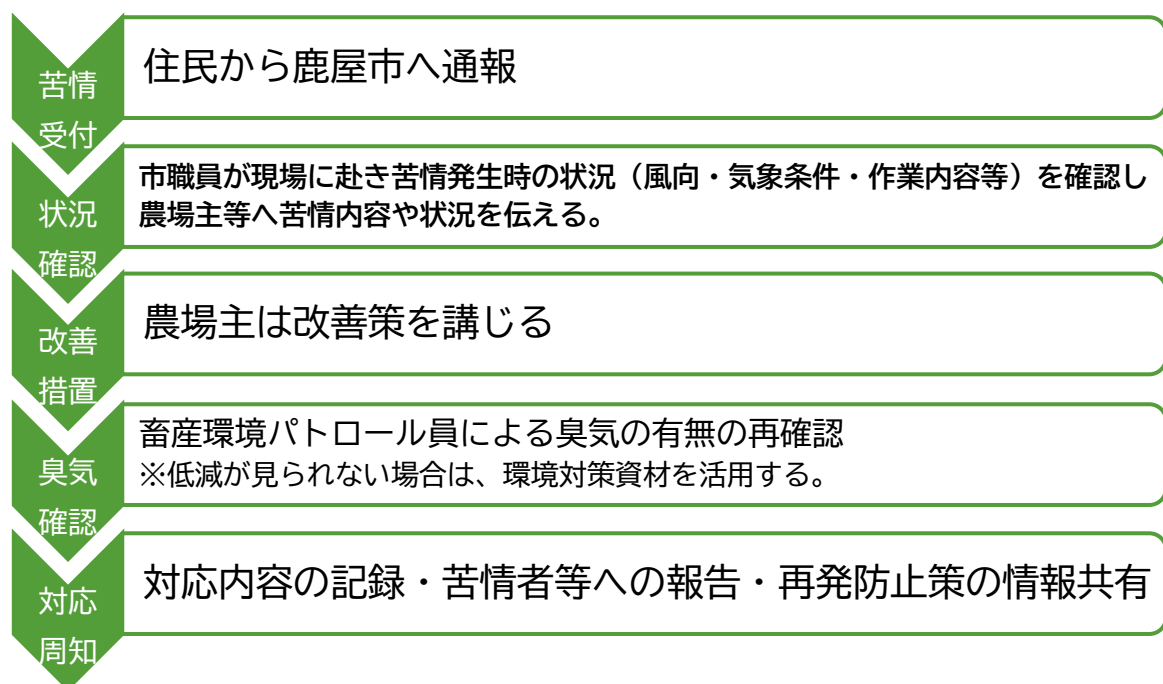 苦情
受付
住民から鹿屋市へ通報
状況
確認
市職員が現場に赴き苦情発生時の状況（風向・気象条件・作業内容等）を確認し
農場主等へ苦情内容や状況を伝える。
改善
措置
農場主は改善策を講じる
臭気
確認
畜産環境パトロール員による臭気の有無の再確認
※低減が見られない場合は、環境対策資材を活用する。
対応
周知
対応内容の記録・苦情者等への報告・再発防止策の情報共有